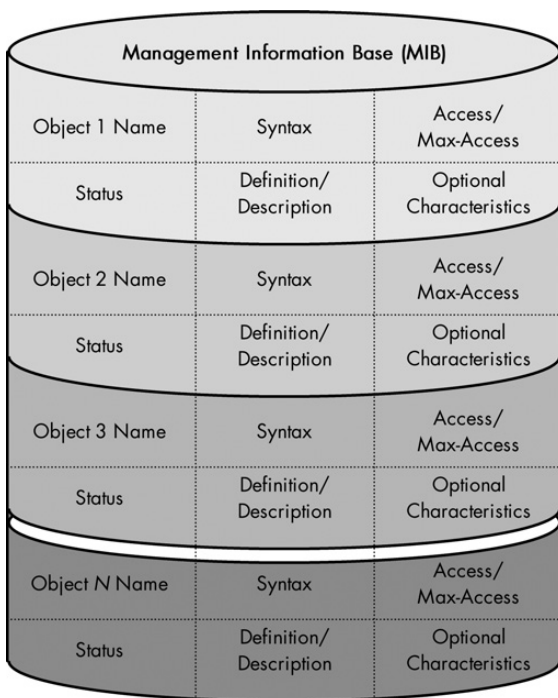 Management Information Base (MIB)
Object 1 Name
Syntax
Access/
Max-Access
Status
Definition/
Description
Optional
Characteristics
Object 2 Name
Syntax
Access/
Max-Access
Status
Definition/
Description
Optional
Characteristics
Object 3 Name
Syntax
Access/
Max-Access
Status
Definition/
Description
Optional
Characteristics
Object N Name
Syntax
Access/
Max-Access
Status
Definition/
Description
Optional
Characteristics